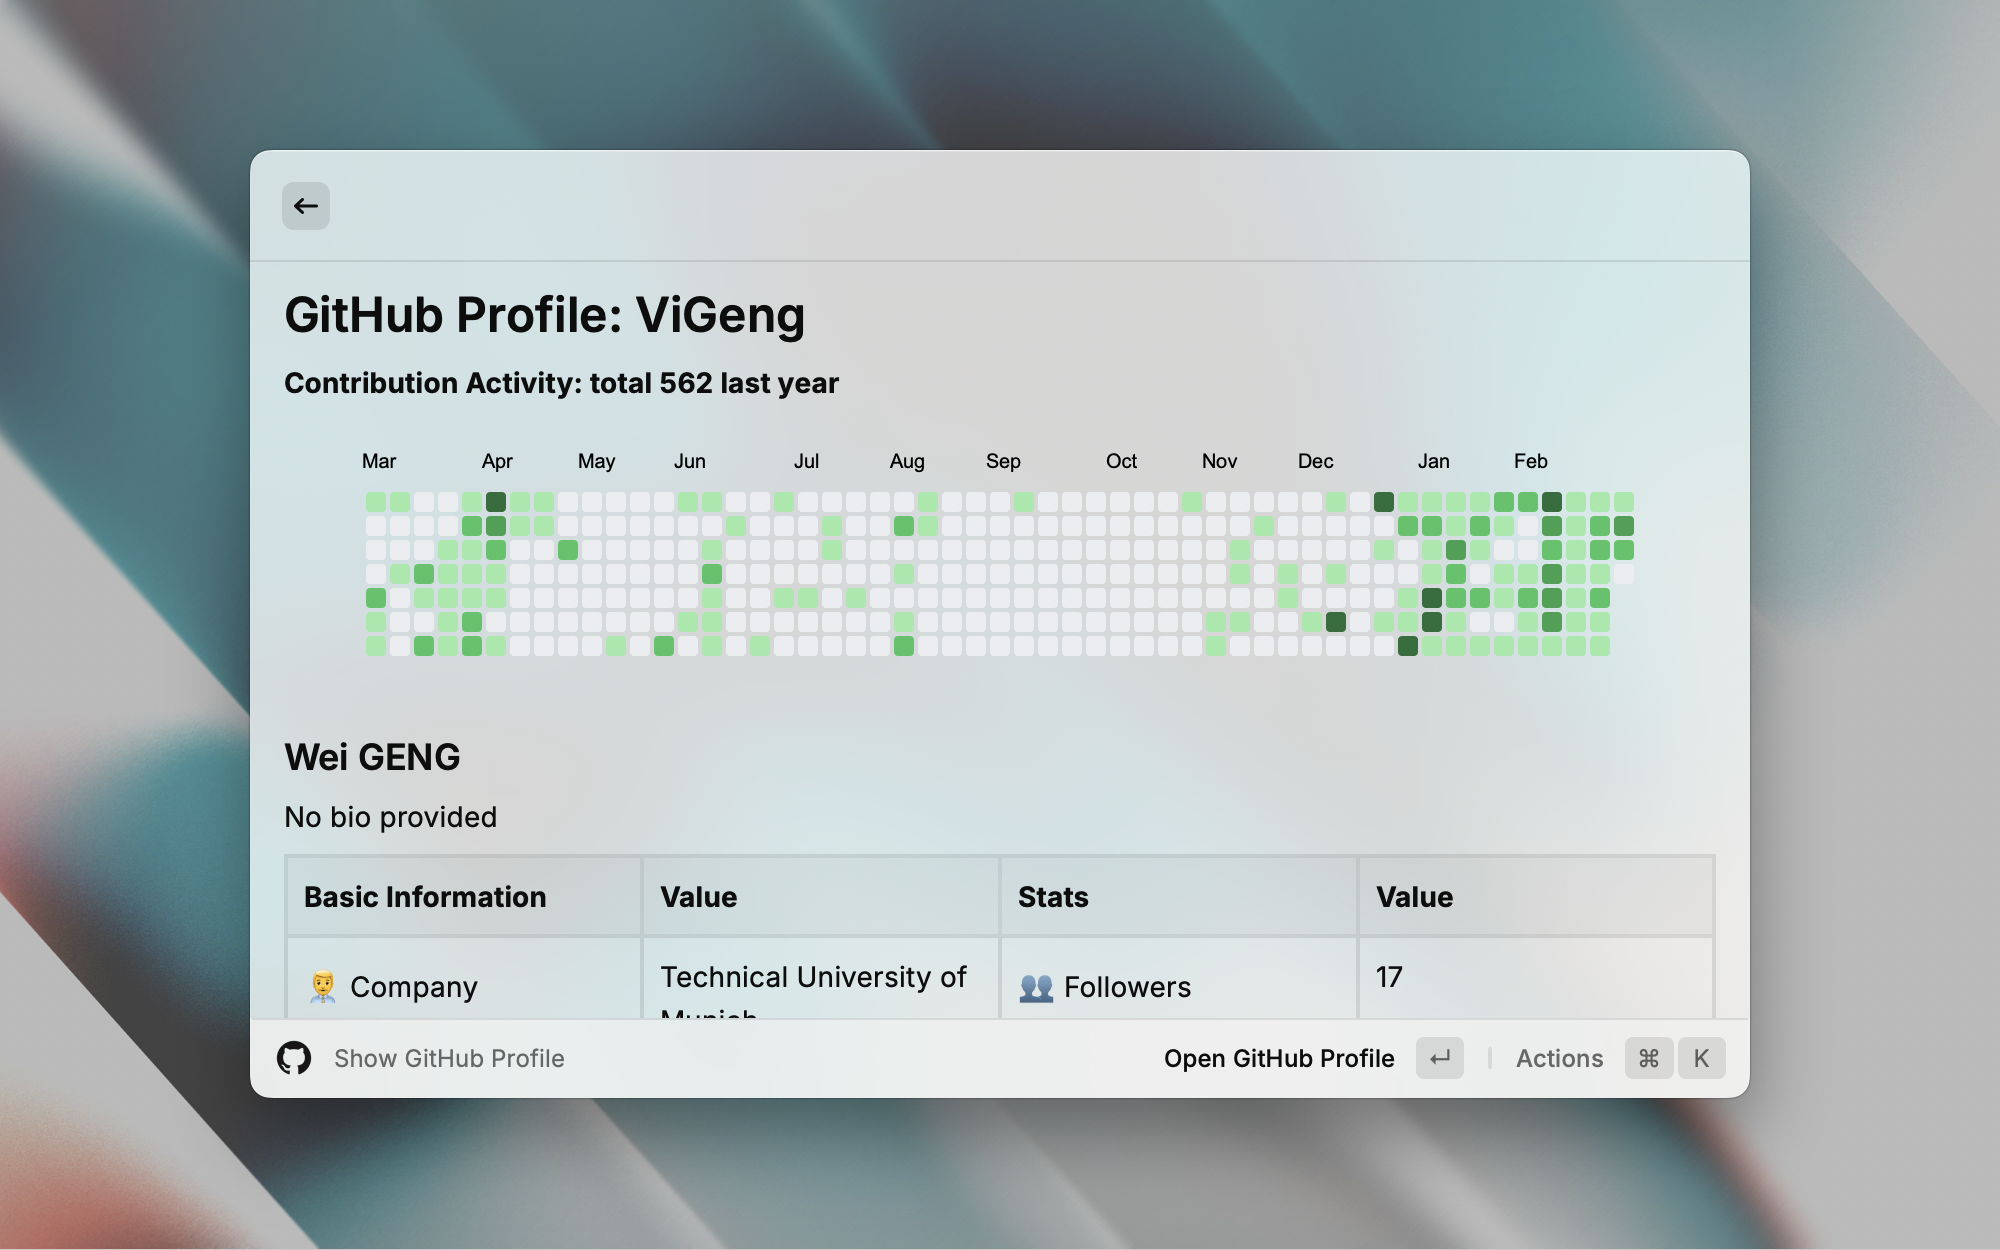 GitHub Profile: ViGeng
Contribution Activity: total 562 last year
Mar Apr May Jun Jul Aug Sep Oct Nov Dec Jan Feb
Wei GENG
No bio provided
Basic Information Value Stats Value
Technical University of 17
👨‍💼 Company 👥 Followers
Munich
Show GitHub Profile Open GitHub Profile ↵ Actions ⌘ K